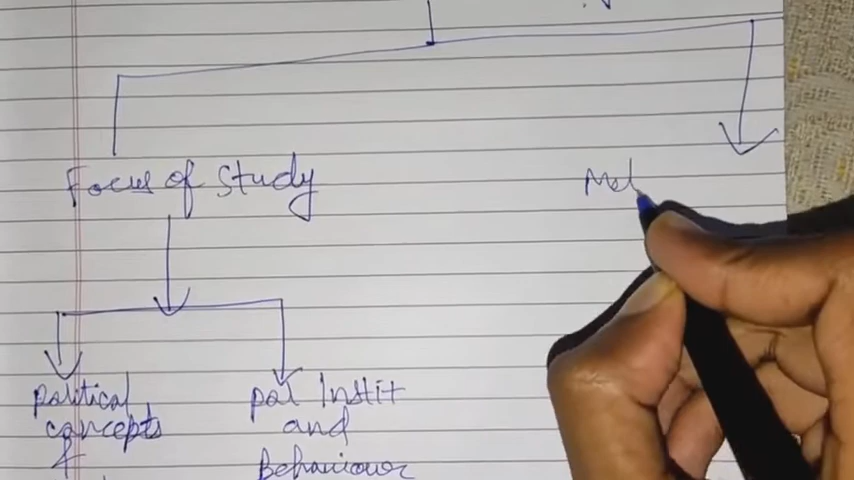 Focus of Study
Met
political
concepts
&
pol Instit
and
Behaviour